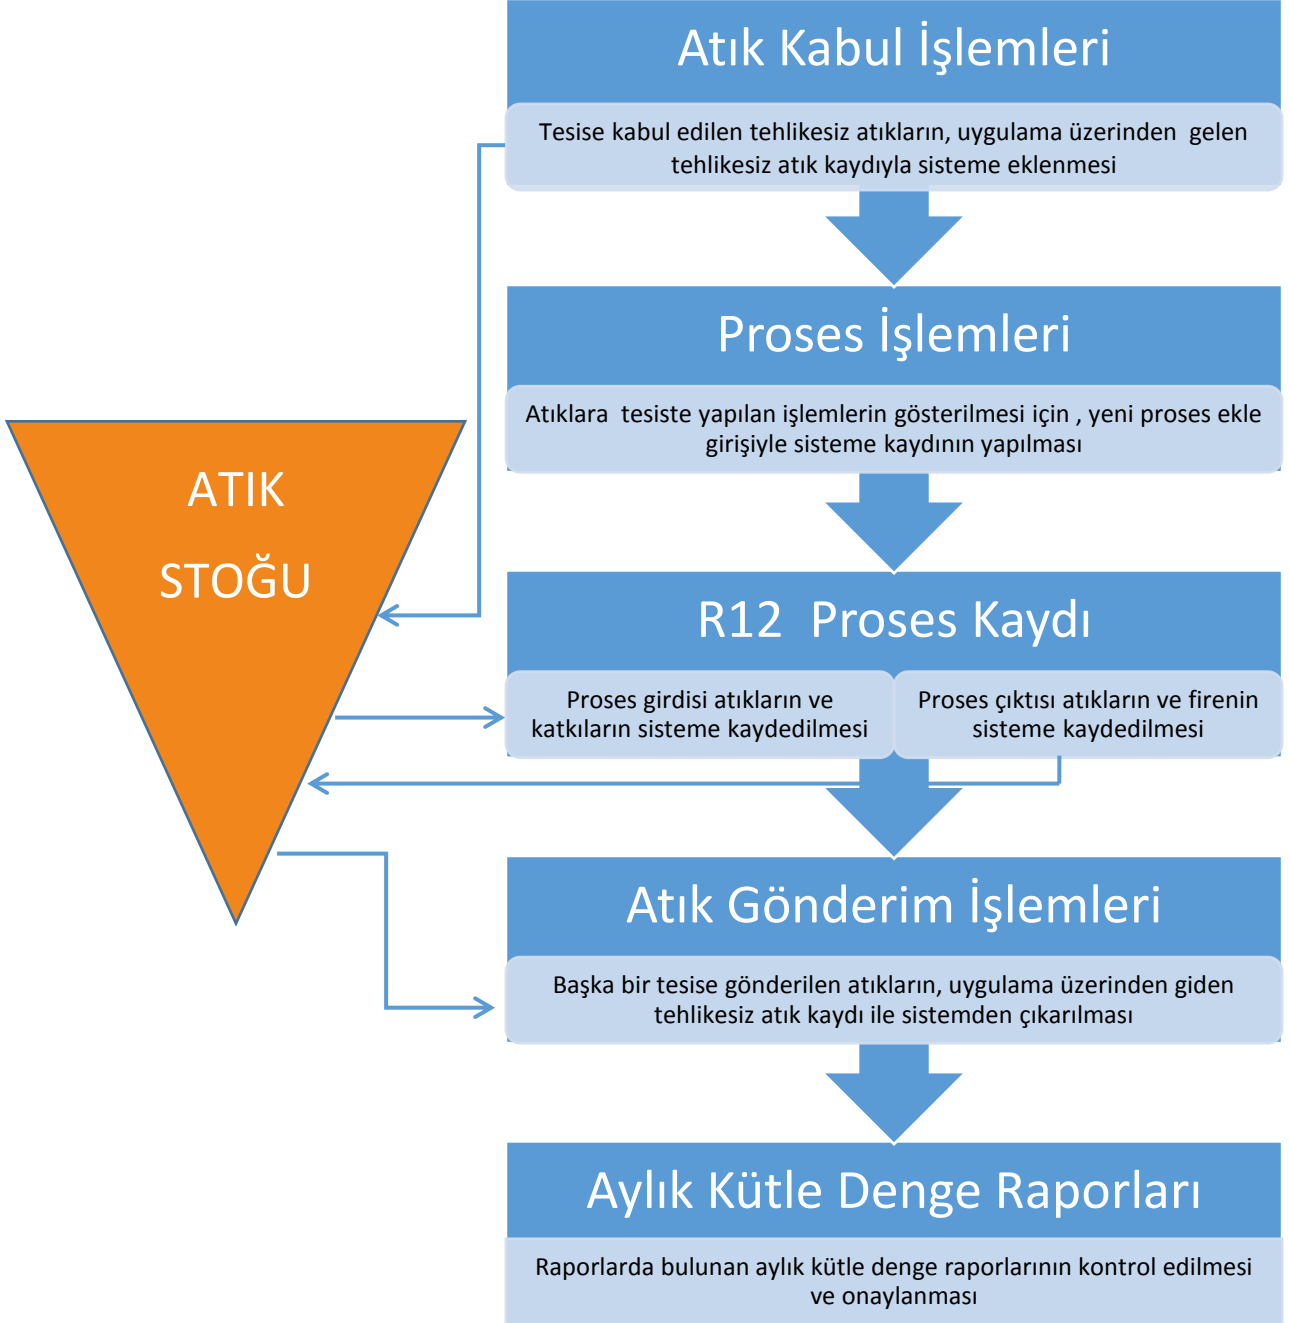 Atık Kabul İşlemleri
Tesise kabul edilen tehlikesiz atıkların, uygulama üzerinden gelen
tehlikesiz atık kaydıyla sisteme eklenmesi
Proses İşlemleri
Atıklara tesiste yapılan işlemlerin gösterilmesi için , yeni proses ekle
girişiyle sisteme kaydının yapılması
ATIK
STOĞU
R12 Proses Kaydı
Proses girdisi atıkların ve
katkıların sisteme kaydedilmesi
Proses çıktısı atıkların ve firenin
sisteme kaydedilmesi
Atık Gönderim İşlemleri
Başka bir tesise gönderilen atıkların, uygulama üzerinden giden
tehlikesiz atık kaydı ile sistemden çıkarılması
Aylık Kütle Denge Raporları
Raporlarda bulunan aylık kütle denge raporlarının kontrol edilmesi
ve onaylanması